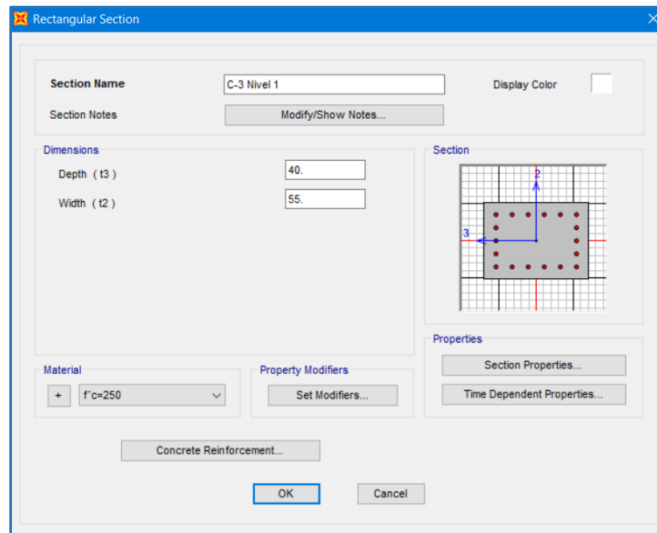 Rectangular Section
Section Name
C-3 Nivel 1
Display Color
Section Notes
Modify/Show Notes...
Dimensions
Depth ( t3 )
40.
Width ( t2 )
55.
Section
2
3
Properties
Section Properties...
Time Dependent Properties...
Material
+
f´c=250
Property Modifiers
Set Modifiers...
Concrete Reinforcement...
OK
Cancel